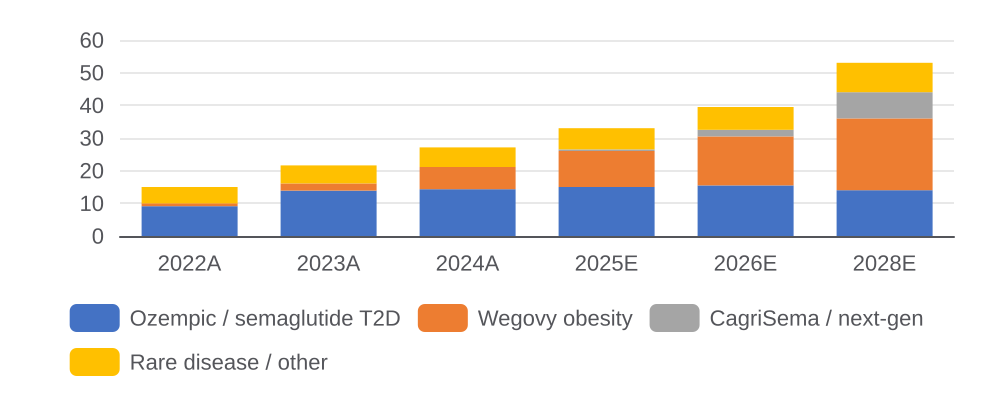 60
50
40
30
20
10
0
2022A 2023A 2024A 2025E 2026E 2028E
Ozempic / semaglutide T2D Wegovy obesity CagriSema / next-gen
Rare disease / other